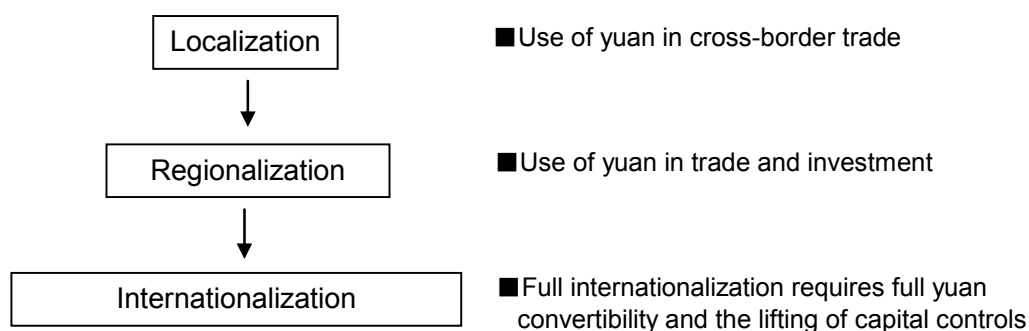 Localization
■Use of yuan in cross-border trade
Regionalization
■Use of yuan in trade and investment
Internationalization
■Full internationalization requires full yuan
convertibility and the lifting of capital controls